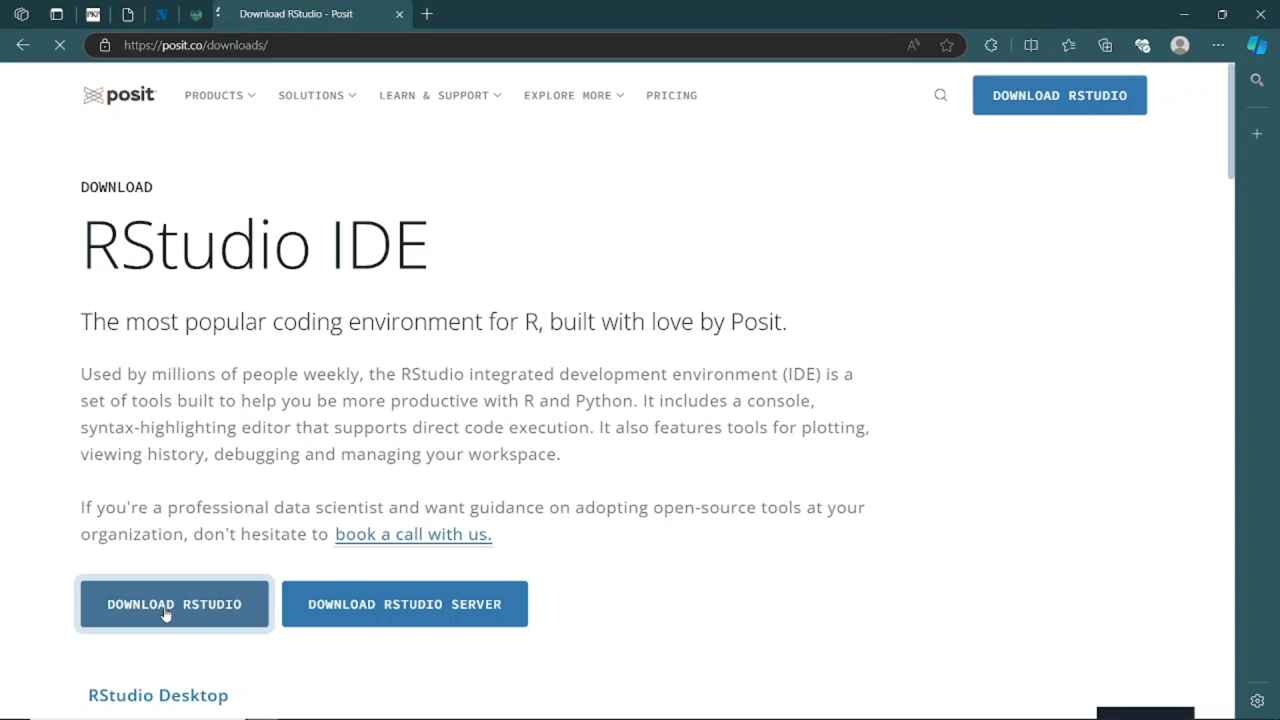 Download RStudio - Posit
https://posit.co/downloads/
posit
PRODUCTS
SOLUTIONS
LEARN & SUPPORT
EXPLORE MORE
PRICING
DOWNLOAD RSTUDIO
DOWNLOAD
RStudio IDE
The most popular coding environment for R, built with love by Posit.
Used by millions of people weekly, the RStudio integrated development environment (IDE) is a
set of tools built to help you be more productive with R and Python. It includes a console,
syntax-highlighting editor that supports direct code execution. It also features tools for plotting,
viewing history, debugging and managing your workspace.
If you're a professional data scientist and want guidance on adopting open-source tools at your
organization, don't hesitate to book a call with us.
DOWNLOAD RSTUDIO
DOWNLOAD RSTUDIO SERVER
RStudio Desktop